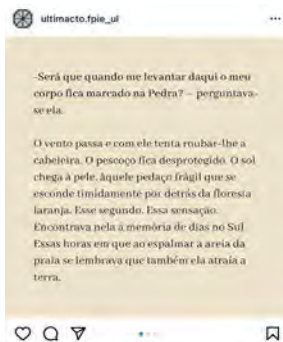 ultimacto.fpie_ul
-Será que quando me levantar daqui o meu
corpo fica marcado na Pedra? – perguntava-
se ela.
O vento passa e com ele tenta roubar-lhe a
cabeleira. O pescoço fica desprotegido. O sol
chega à pele, àquele pedaço frágil que se
esconde timidamente por detrás da floresta
laranja. Esse segundo. Essa sensação.
Encontrava nela a memória de dias no Sul
Essas horas em que ao espalmar a areia da
praia se lembrava que também ela atraía a
terra.